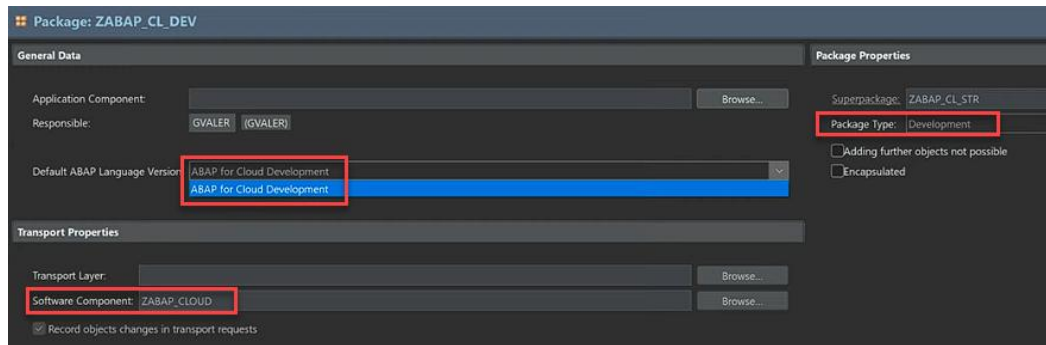 Package: ZABAP_CL_DEV
General Data
Application Component:
Browse...
Responsible:
GVALER (GVALER)
Default ABAP Language Version
ABAP for Cloud Development
ABAP for Cloud Development
Transport Properties
Transport Layer:
Browse...
Software Component: ZABAP_CLOUD
Browse...
Record objects changes in transport requests
Package Properties
Superpackage: ZABAP_CL_STR
Package Type: Development
Adding further objects not possible
Encapsulated